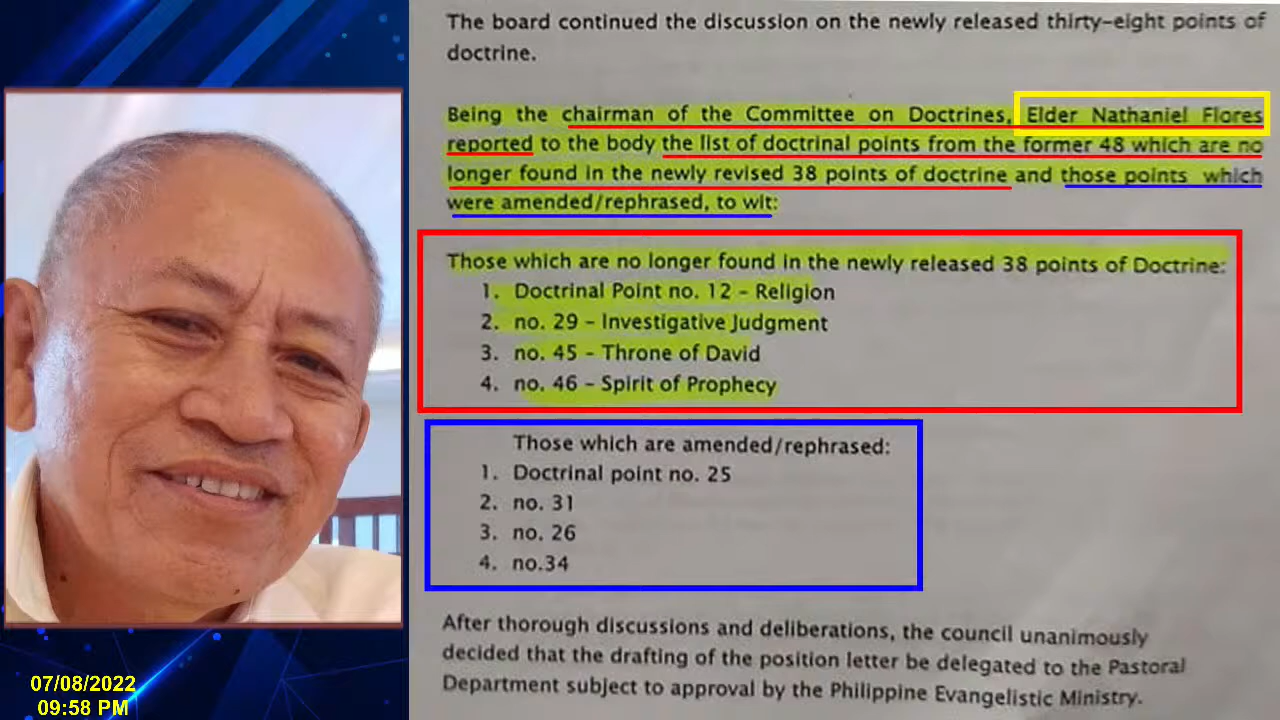 The board continued the discussion on the newly released thirty-eight points of
doctrine.
Being the chairman of the Committee on Doctrines, Elder Nathaniel Flores
reported to the body the list of doctrinal points from the former 48 which are no
longer found in the newly revised 38 points of doctrine and those points which
were amended/rephrased, to wit:
Those which are no longer found in the newly released 38 points of Doctrine:
1. Doctrinal Point no. 12 - Religion
2. no. 29 - Investigative Judgment
3. no. 45 - Throne of David
4. no. 46 - Spirit of Prophecy
Those which are amended/rephrased:
1. Doctrinal point no. 25
2. no. 31
3. no. 26
4. no.34
After thorough discussions and deliberations, the council unanimously
decided that the drafting of the position letter be delegated to the Pastoral
Department subject to approval by the Philippine Evangelistic Ministry.
07/08/2022
09:58 PM